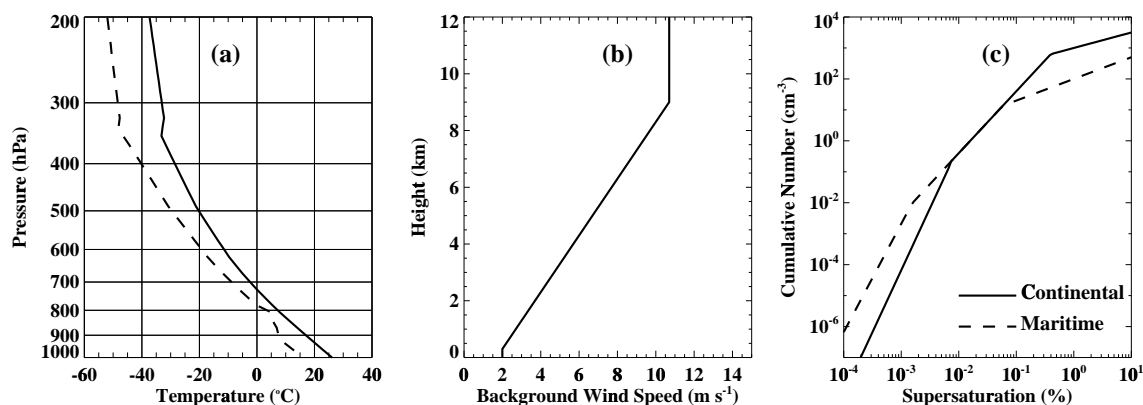 (a)
200
300
400
500
600
700
800
900
1000
Pressure (hPa)
-60 -40 -20 0 20 40
Temperature (°C)
(b)
12
10
8
6
4
2
0
Height (km)
0 2 4 6 8 10 12 14
Background Wind Speed (m s-1)
(c)
10^4
10^2
10^0
10^-2
10^-4
10^-6
Cumulative Number (cm-3)
Continental
Maritime
10^-4 10^-3 10^-2 10^-1 10^0 10^1
Supersaturation (%)